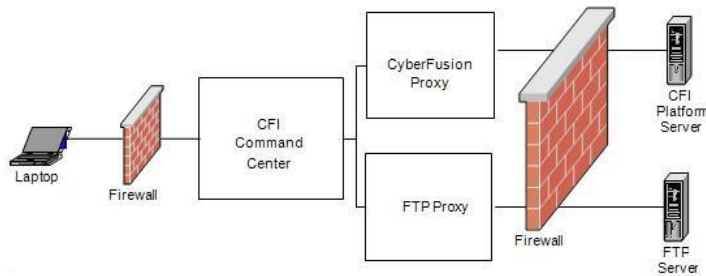 CyberFusion
Proxy
CFI
Platform
Server
CFI
Command
Center
Laptop
Firewall
FTP Proxy
Firewall
FTP
Server